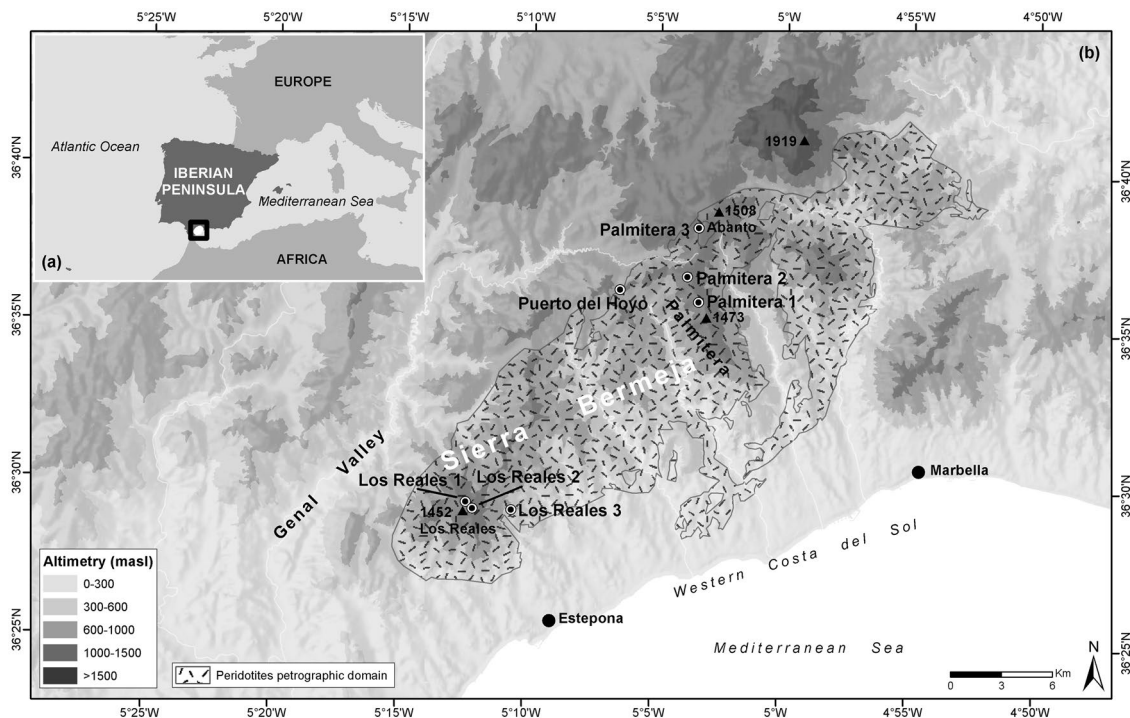 5°25'W 5°20'W 5°15'W 5°10'W 5°5'W 5°W 4°55'W 4°50'W
(b)
EUROPE
Atlantic Ocean
IBERIAN
PENINSULA
Mediterranean Sea
AFRICA
(a)
36°40'N
36°35'N
36°30'N
36°25'N
1919
36°40'N
36°35'N
36°30'N
36°25'N
1508
Palmitera 3
Abanto
Palmitera 2
Puerto del Hoyo
Palmitera 1
1473
Palmitera
Sierra Bermeja
Genal Valley
Los Reales 1
Los Reales 2
1452
Los Reales 3
Los Reales
Marbella
Western Costa del Sol
Estepona
Mediterranean Sea
Altimetry (masl)
0-300
300-600
600-1000
1000-1500
>1500
Peridotites petrographic domain
N
Km
0 3 6
5°25'W 5°20'W 5°15'W 5°10'W 5°5'W 5°W 4°55'W 4°50'W